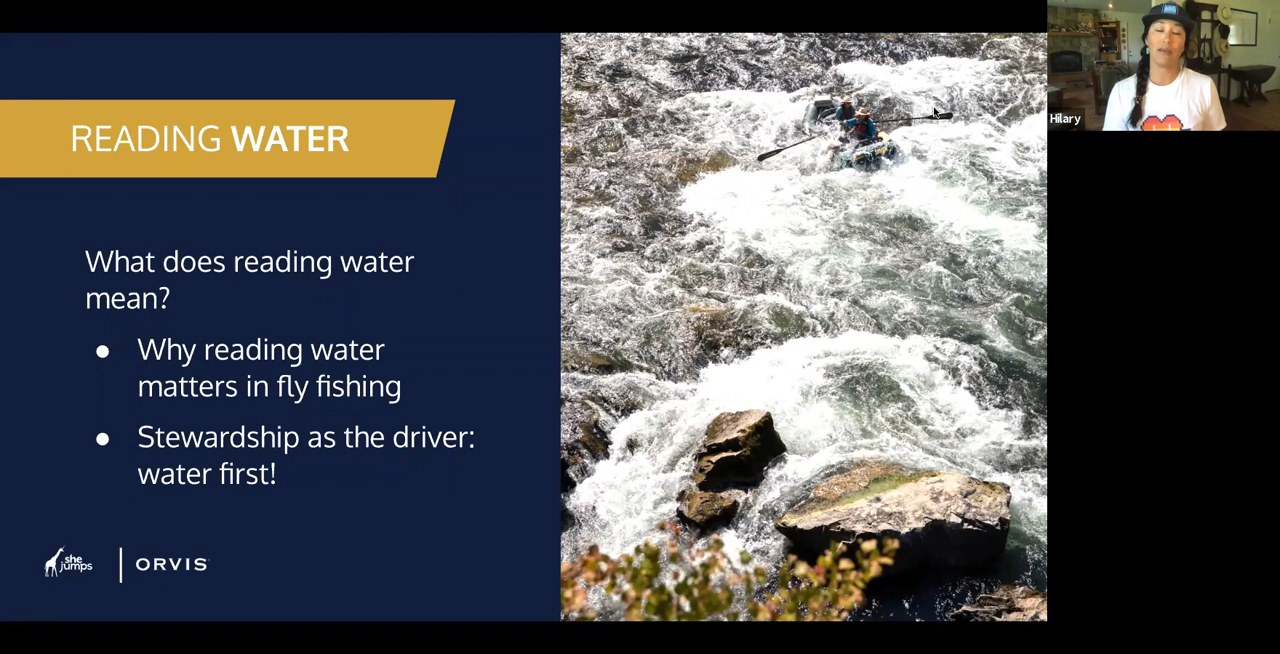 READING WATER
What does reading water
mean?
● Why reading water
matters in fly fishing
● Stewardship as the driver:
water first!
she
jumps
ORVIS
Hilary